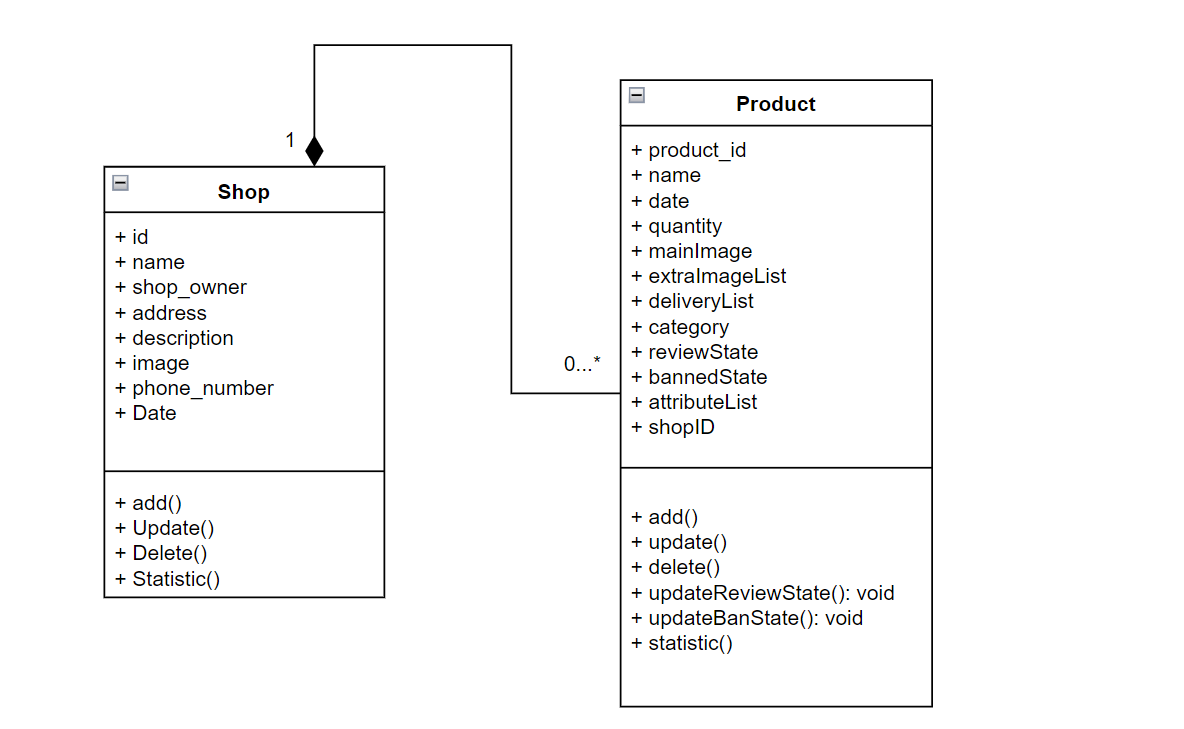 1
Shop
+ id
+ name
+ shop_owner
+ address
+ description
+ image
+ phone_number
+ Date
+ add()
+ Update()
+ Delete()
+ Statistic()
0...*
Product
+ product_id
+ name
+ date
+ quantity
+ mainImage
+ extraImageList
+ deliveryList
+ category
+ reviewState
+ bannedState
+ attributeList
+ shopID
+ add()
+ update()
+ delete()
+ updateReviewState(): void
+ updateBanState(): void
+ statistic()